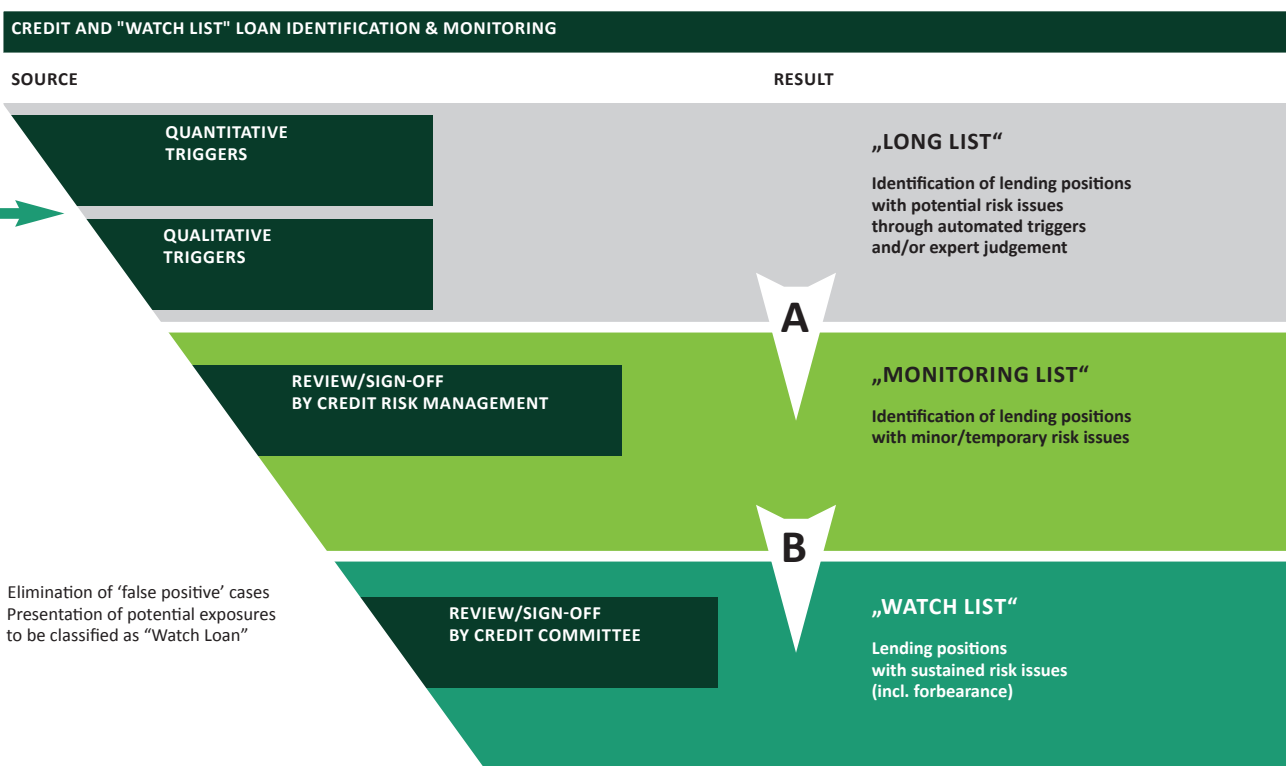 CREDIT AND "WATCH LIST" LOAN IDENTIFICATION & MONITORING
SOURCE
RESULT
QUANTITATIVE
TRIGGERS
QUALITATIVE
TRIGGERS
„LONG LIST“
Identification of lending positions
with potential risk issues
through automated triggers
and/or expert judgement
A
REVIEW/SIGN-OFF
BY CREDIT RISK MANAGEMENT
„MONITORING LIST“
Identification of lending positions
with minor/temporary risk issues
B
Elimination of ‘false positive’ cases
Presentation of potential exposures
to be classified as “Watch Loan”
REVIEW/SIGN-OFF
BY CREDIT COMMITTEE
„WATCH LIST“
Lending positions
with sustained risk issues
(incl. forbearance)